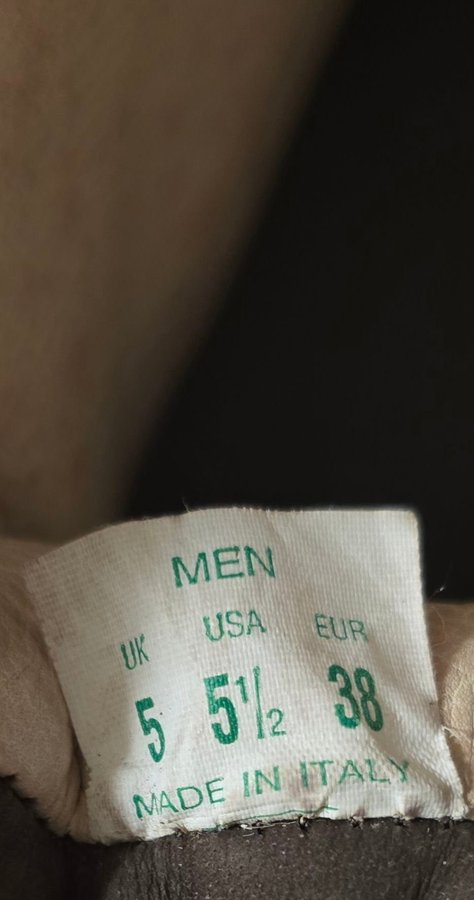 MEN
UK USA EUR
5 5½ 38
MADE IN ITALY